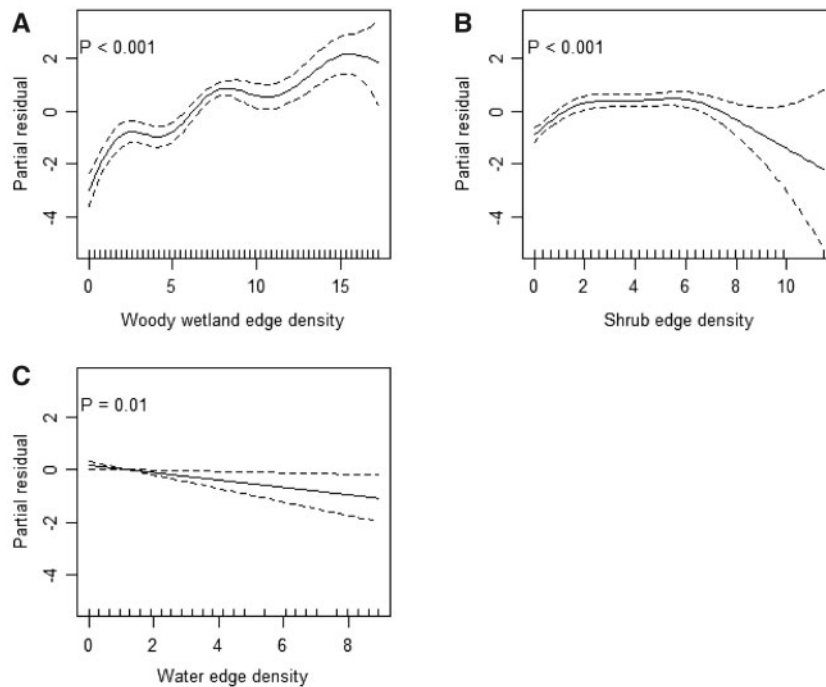 A
P < 0.001
Partial residual
2
0
-2
-4
0 5 10 15
Woody wetland edge density
B
P < 0.001
Partial residual
2
0
-2
-4
0 2 4 6 8 10
Shrub edge density
C
P = 0.01
Partial residual
2
0
-2
-4
0 2 4 6 8
Water edge density